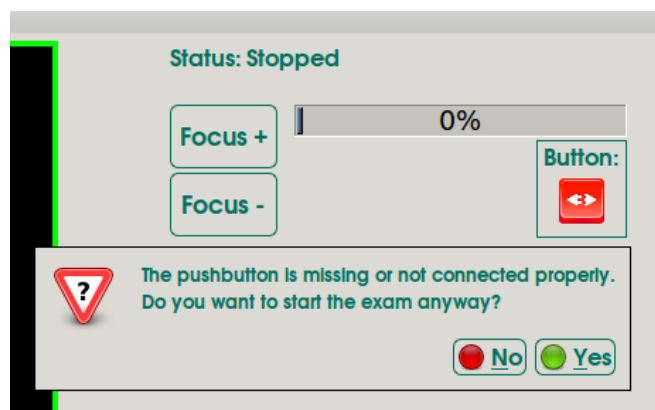 Status: Stopped
0%
Focus +
Button:
Focus -
?
The pushbutton is missing or not connected properly.
Do you want to start the exam anyway?
No Yes